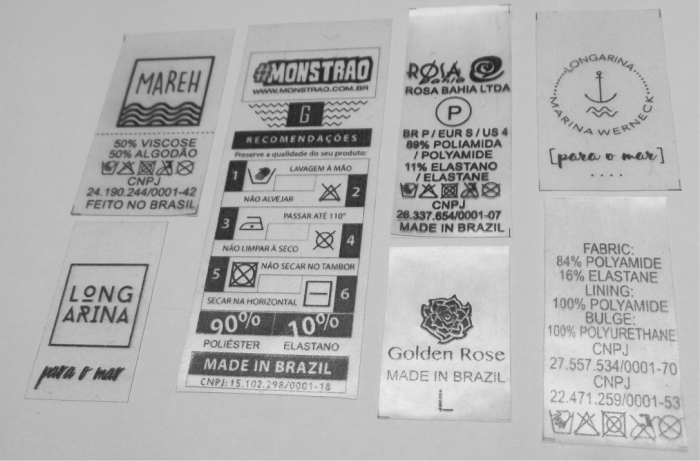 MAREH
50% VISCOSE
50% ALGODÃO
CNPJ
24.190.244/0001-42
FEITO NO BRASIL
#MONSTRAO
WWW.MONSTRAO.COM.BR
G
RECOMENDAÇÕES
Preserve a qualidade do seu produto:
1 LAVAGEM À MÃO
NÃO ALVEJAR 2
3 PASSAR ATÉ 110°
NÃO LIMPAR À SECO 4
5 NÃO SECAR NO TAMBOR
SECAR NA HORIZONTAL 6
90% 10%
POLIÉSTER ELASTANO
MADE IN BRAZIL
CNPJ: 15.102.298/0001-18
ROSA
Bahia
ROSA BAHIA LTDA
P
BR P / EUR S / US 4
89% POLIAMIDA
/ POLYAMIDE
11% ELASTANO
/ ELASTANE
CNPJ
26.337.654/0001-07
MADE IN BRAZIL
LONGARINA
MARINA WERNECK
[para o mar]
LONG
ARINA
para o mar
Golden Rose
MADE IN BRAZIL
L
FABRIC:
84% POLYAMIDE
16% ELASTANE
LINING:
100% POLYAMIDE
BULGE:
100% POLYURETHANE
CNPJ
27.557.534/0001-70
CNPJ
22.471.259/0001-53